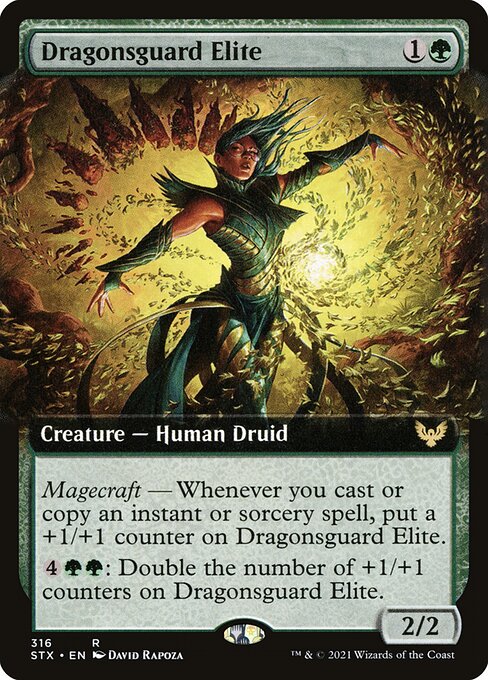 Dragonsguard Elite 1
Creature — Human Druid
Magecraft — Whenever you cast or
copy an instant or sorcery spell, put a
+1/+1 counter on Dragonsguard Elite.
4 : Double the number of +1/+1
counters on Dragonsguard Elite.
2/2
316 R
STX • EN DAVID RAPOZA
™ & © 2021 Wizards of the Coast